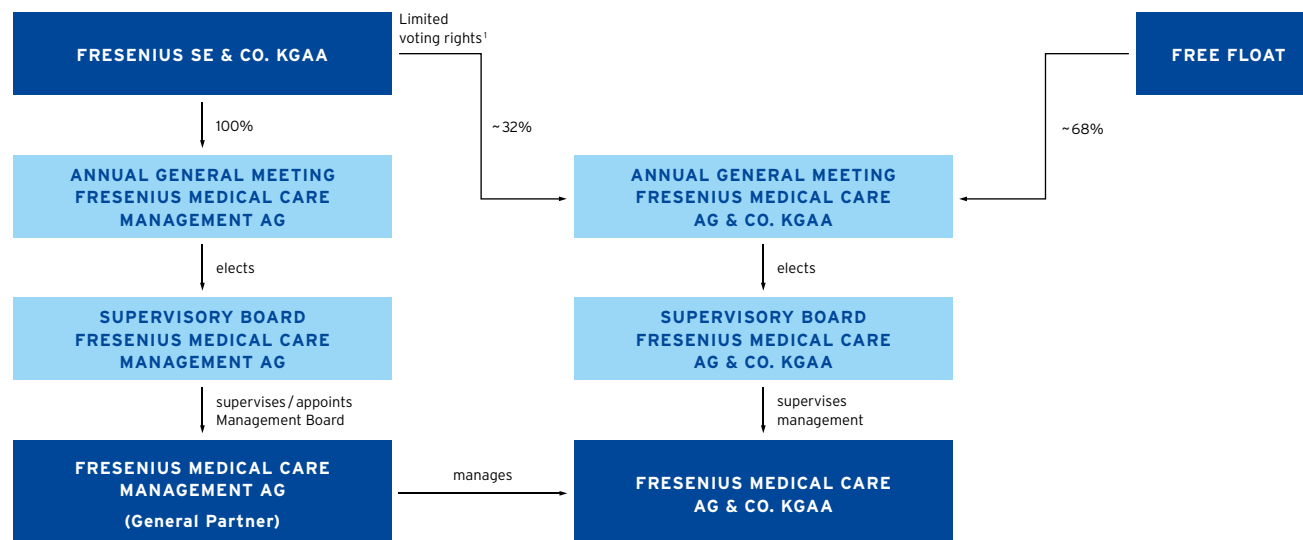 Limited
voting rights¹
FRESENIUS SE & CO. KGAA
FREE FLOAT
100%
~32%
~68%
ANNUAL GENERAL MEETING
FRESENIUS MEDICAL CARE
MANAGEMENT AG
ANNUAL GENERAL MEETING
FRESENIUS MEDICAL CARE
AG & CO. KGAA
elects
elects
SUPERVISORY BOARD
FRESENIUS MEDICAL CARE
MANAGEMENT AG
SUPERVISORY BOARD
FRESENIUS MEDICAL CARE
AG & CO. KGAA
supervises / appoints
Management Board
supervises
management
FRESENIUS MEDICAL CARE
MANAGEMENT AG
(General Partner)
manages
FRESENIUS MEDICAL CARE
AG & CO. KGAA